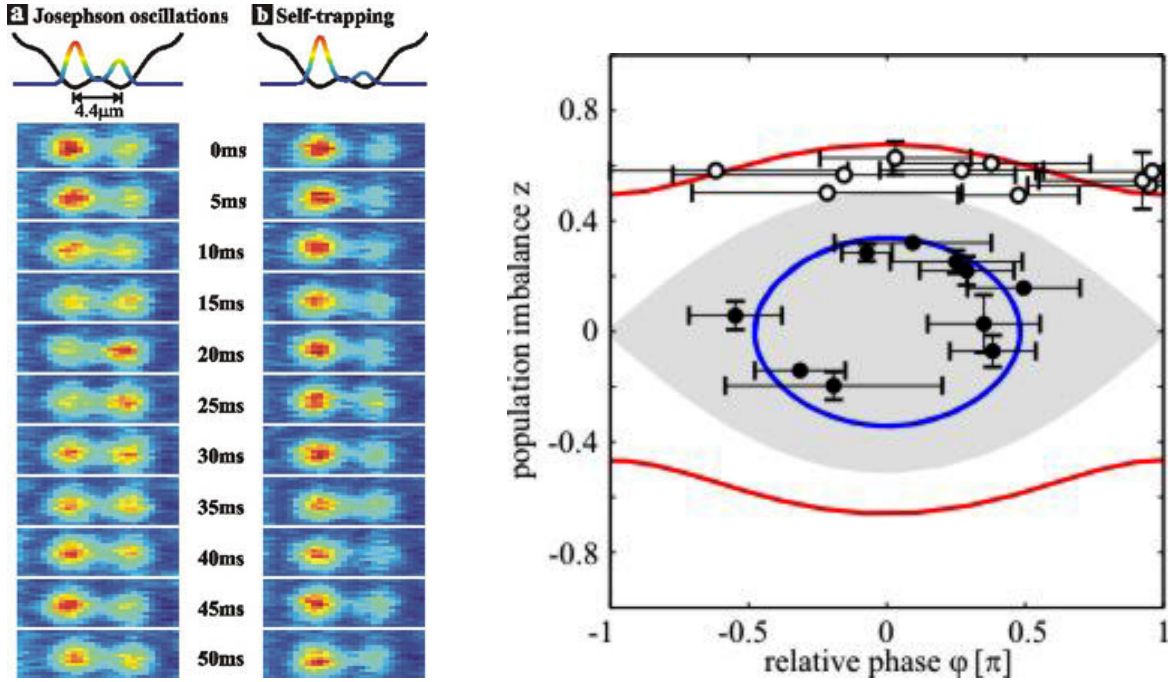 a Josephson oscillations
b Self-trapping
4.4μm
0ms
5ms
10ms
15ms
20ms
25ms
30ms
35ms
40ms
45ms
50ms
population imbalance z
0.8
0.4
0
-0.4
-0.8
-1
-0.5
0
0.5
1
relative phase φ [π]